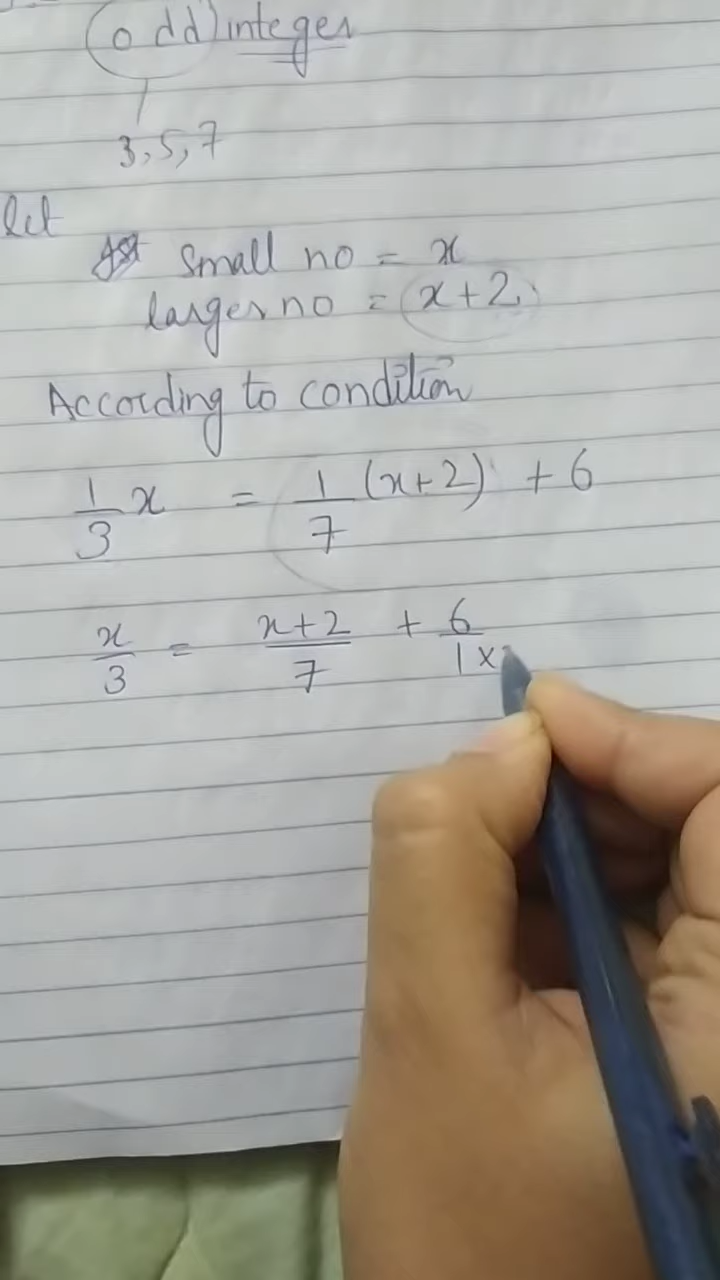 odd integer
3, 5, 7
let
small no = x
larger no = x+2
According to condition
1/3 x = 1/7 (x+2) + 6
x/3 = x+2/7 + 6/1×